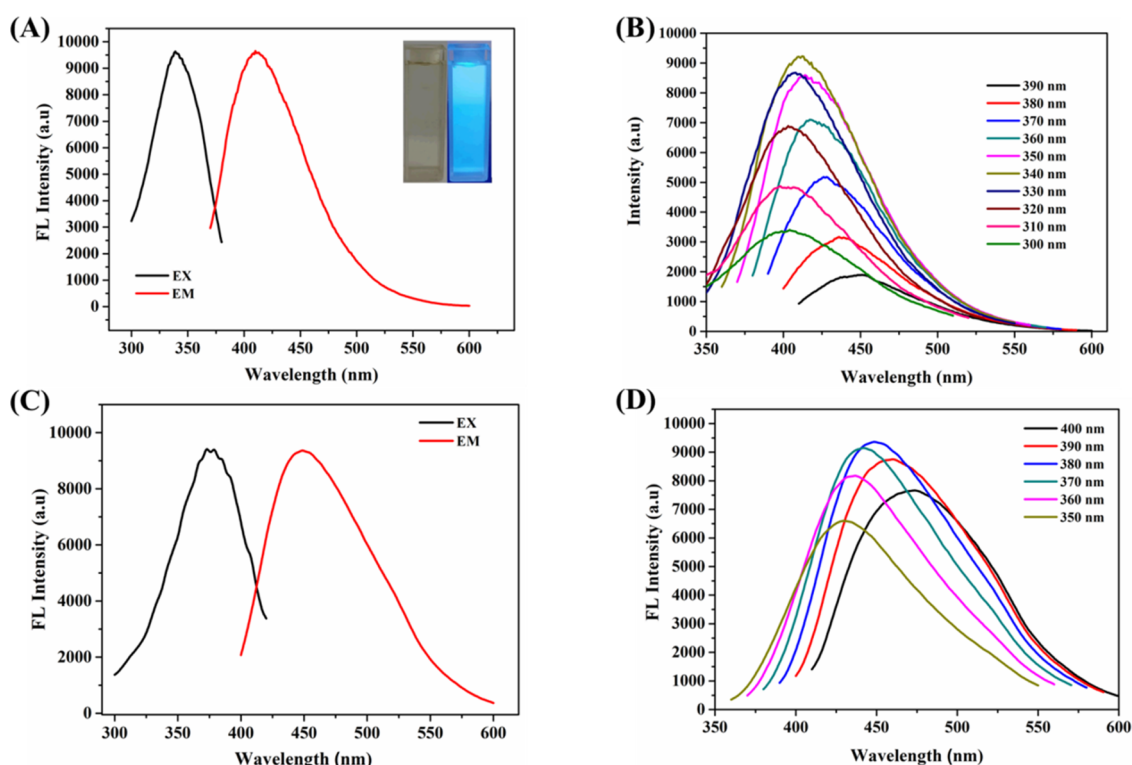 (A)
FL Intensity (a.u)
10000
9000
8000
7000
6000
5000
4000
3000
2000
1000
0
EX
EM
300 350 400 450 500 550 600
Wavelength (nm)
(B)
Intensity (a.u)
10000
9000
8000
7000
6000
5000
4000
3000
2000
1000
0
390 nm
380 nm
370 nm
360 nm
350 nm
340 nm
330 nm
320 nm
310 nm
300 nm
350 400 450 500 550 600
Wavelength (nm)
(C)
FL Intensity (a.u)
10000
8000
6000
4000
2000
0
EX
EM
300 350 400 450 500 550 600
Wavelength (nm)
(D)
FL Intensity (a.u)
10000
9000
8000
7000
6000
5000
4000
3000
2000
1000
0
400 nm
390 nm
380 nm
370 nm
360 nm
350 nm
350 400 450 500 550 600
Wavelength (nm)